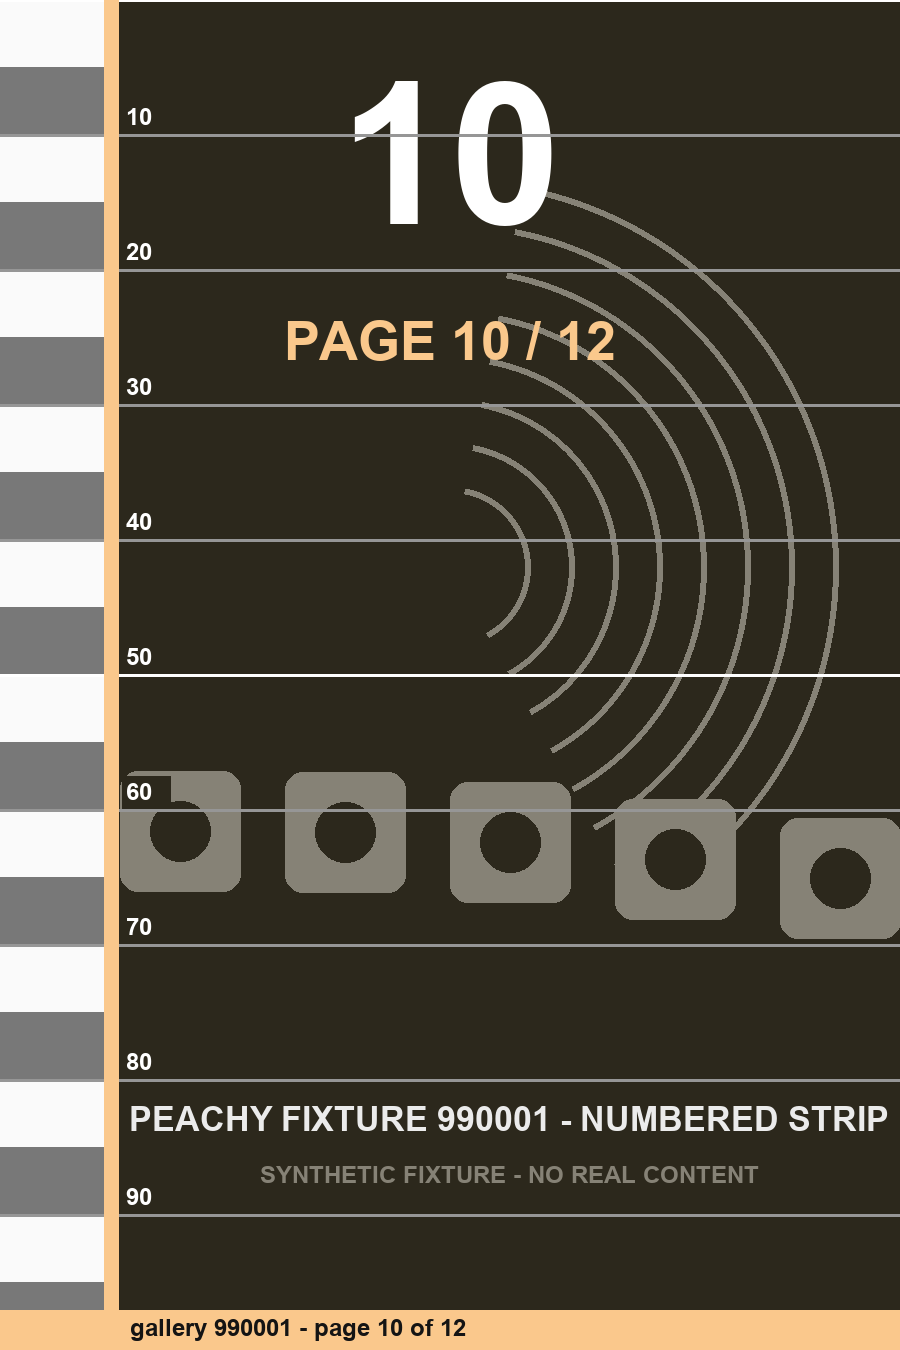 10
10
20
PAGE 10 / 12
30
40
50
60
70
80
PEACHY FIXTURE 990001 - NUMBERED STRIP
SYNTHETIC FIXTURE - NO REAL CONTENT
90
gallery 990001 - page 10 of 12